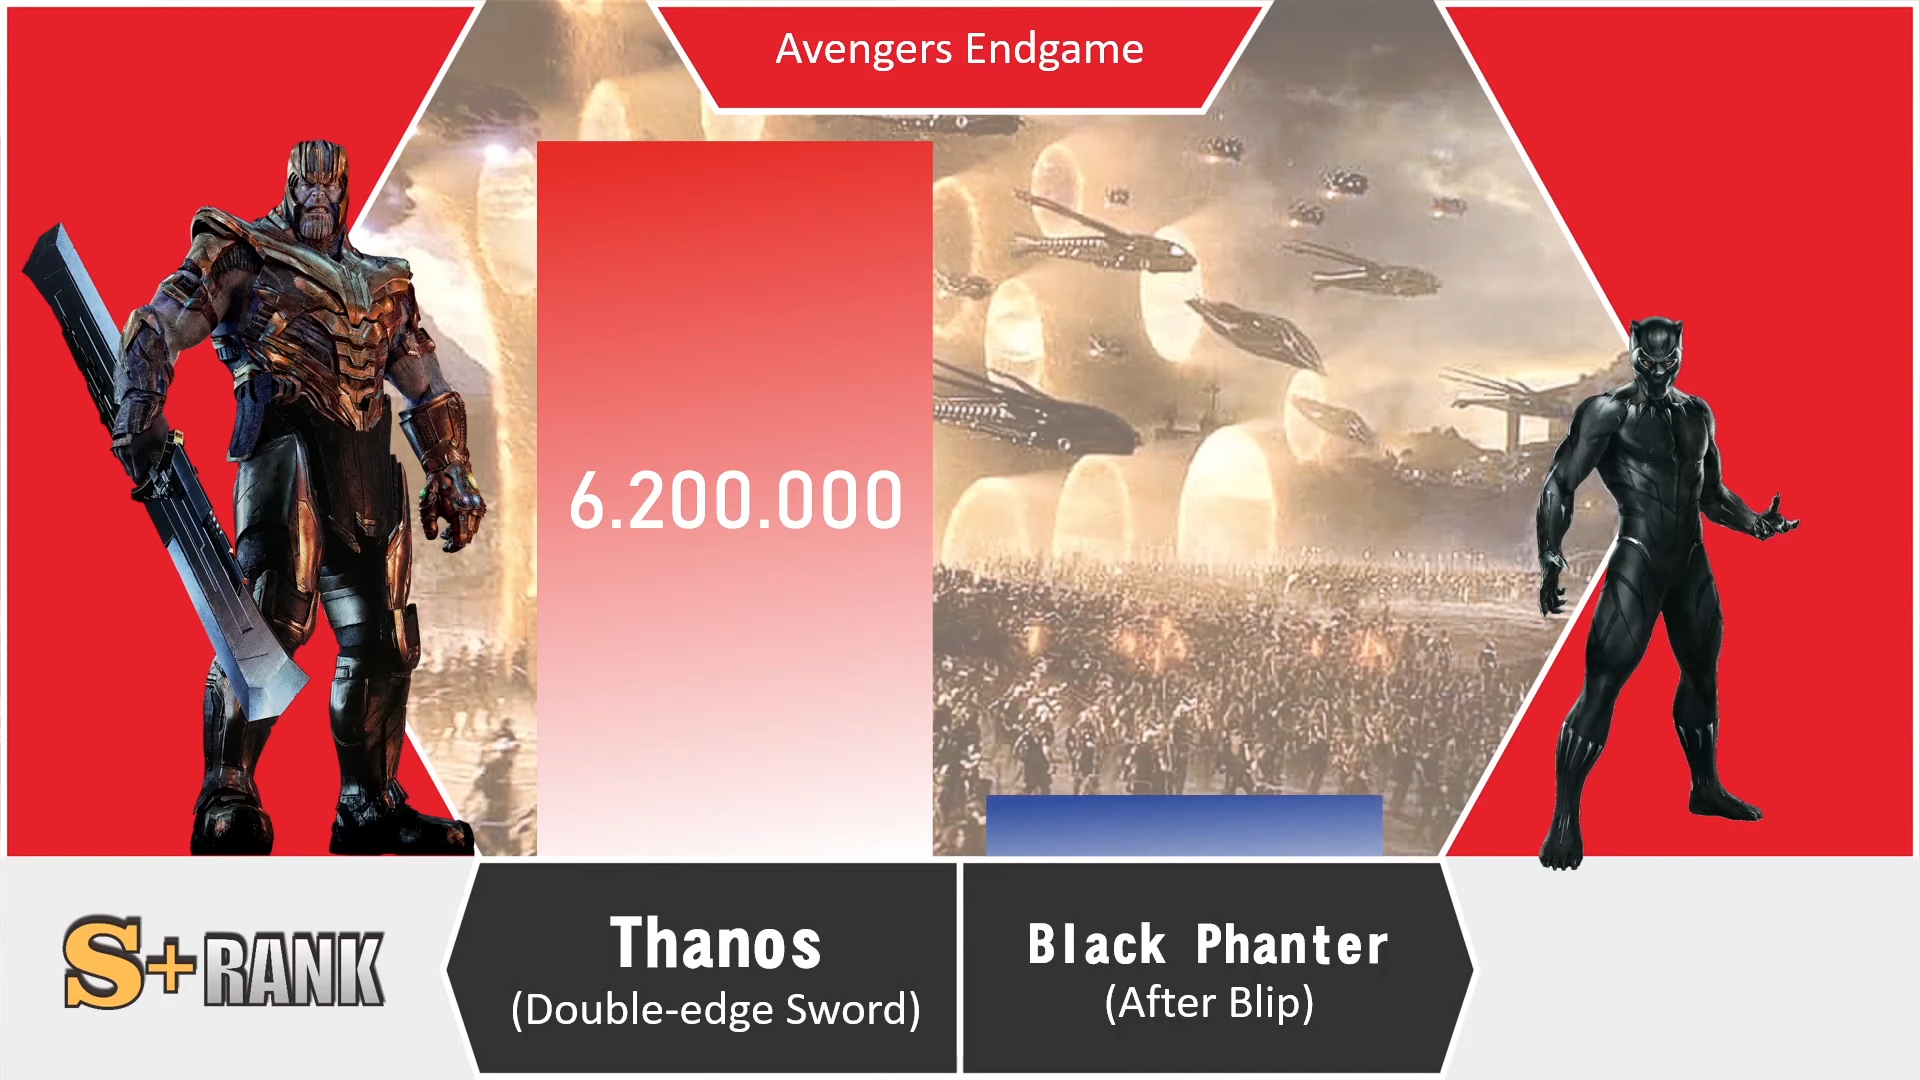 Avengers Endgame
6.200.000
S+RANK
Thanos
(Double-edge Sword)
Black Phanter
(After Blip)